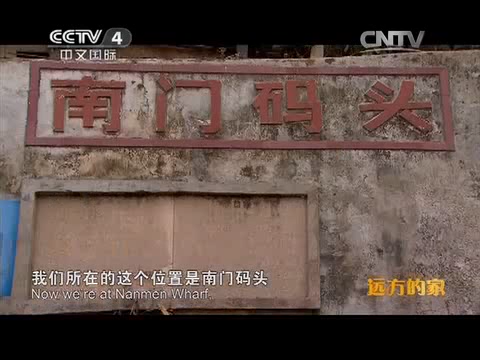 CCTV 4
中文国际
CNTV
南门码头
我们所在的这个位置是南门码头
Now we're at Nanmen Wharf.
远方的家